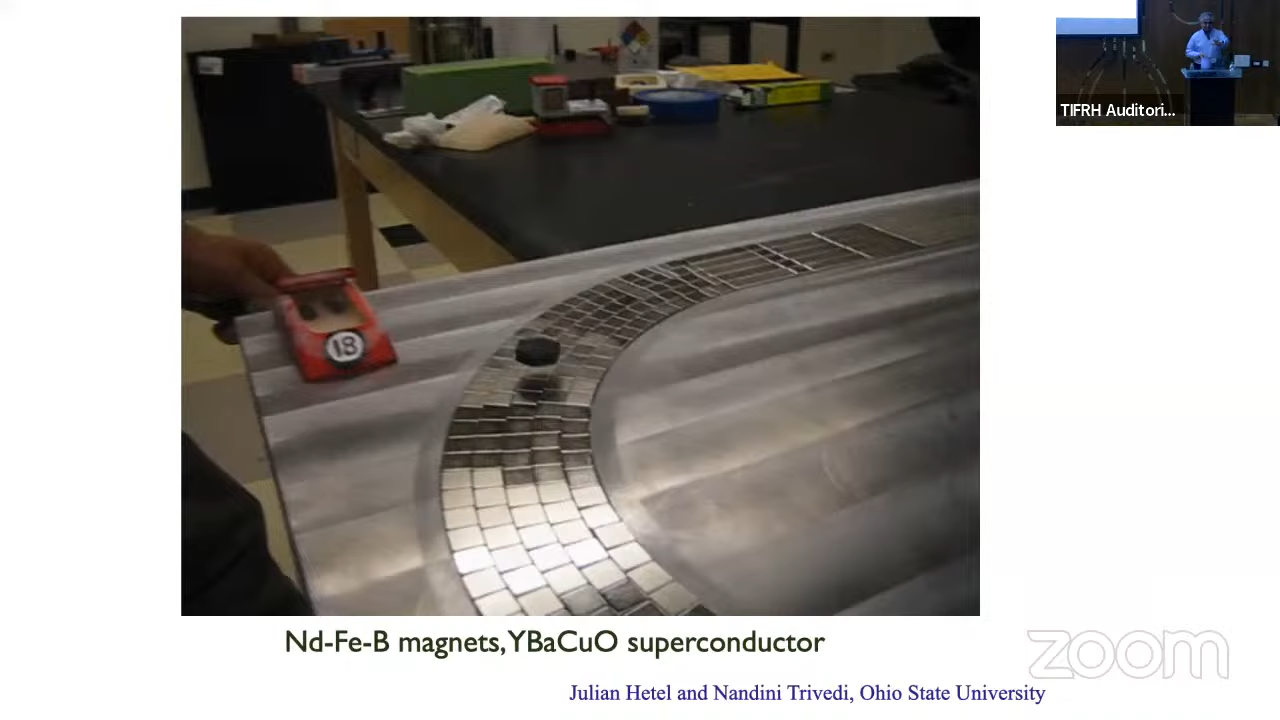 TIFRH Auditori...
18
Nd-Fe-B magnets, YBaCuO superconductor
zoom
Julian Hetel and Nandini Trivedi, Ohio State University